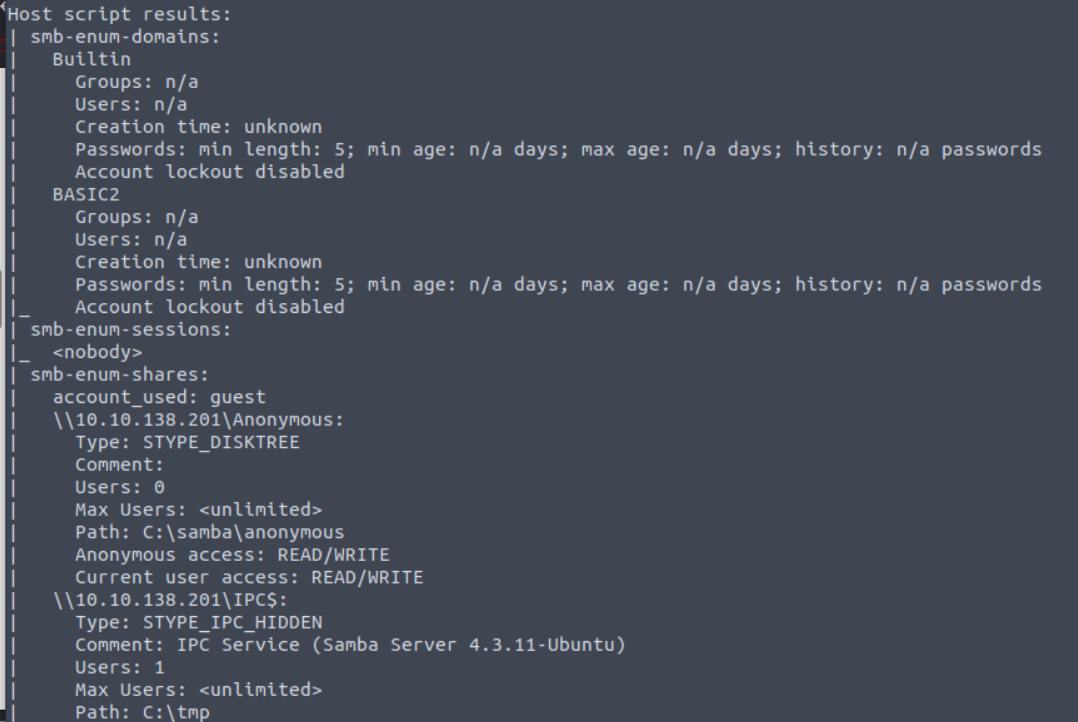 Host script results:
| smb-enum-domains:
|   Builtin
|     Groups: n/a
|     Users: n/a
|     Creation time: unknown
|     Passwords: min length: 5; min age: n/a days; max age: n/a days; history: n/a passwords
|     Account lockout disabled
|   BASIC2
|     Groups: n/a
|     Users: n/a
|     Creation time: unknown
|     Passwords: min length: 5; min age: n/a days; max age: n/a days; history: n/a passwords
|_    Account lockout disabled
| smb-enum-sessions:
|_  <nobody>
| smb-enum-shares:
|   account_used: guest
|   \\10.10.138.201\Anonymous:
|     Type: STYPE_DISKTREE
|     Comment:
|     Users: 0
|     Max Users: <unlimited>
|     Path: C:\samba\anonymous
|     Anonymous access: READ/WRITE
|     Current user access: READ/WRITE
|   \\10.10.138.201\IPC$:
|     Type: STYPE_IPC_HIDDEN
|     Comment: IPC Service (Samba Server 4.3.11-Ubuntu)
|     Users: 1
|     Max Users: <unlimited>
|     Path: C:\tmp